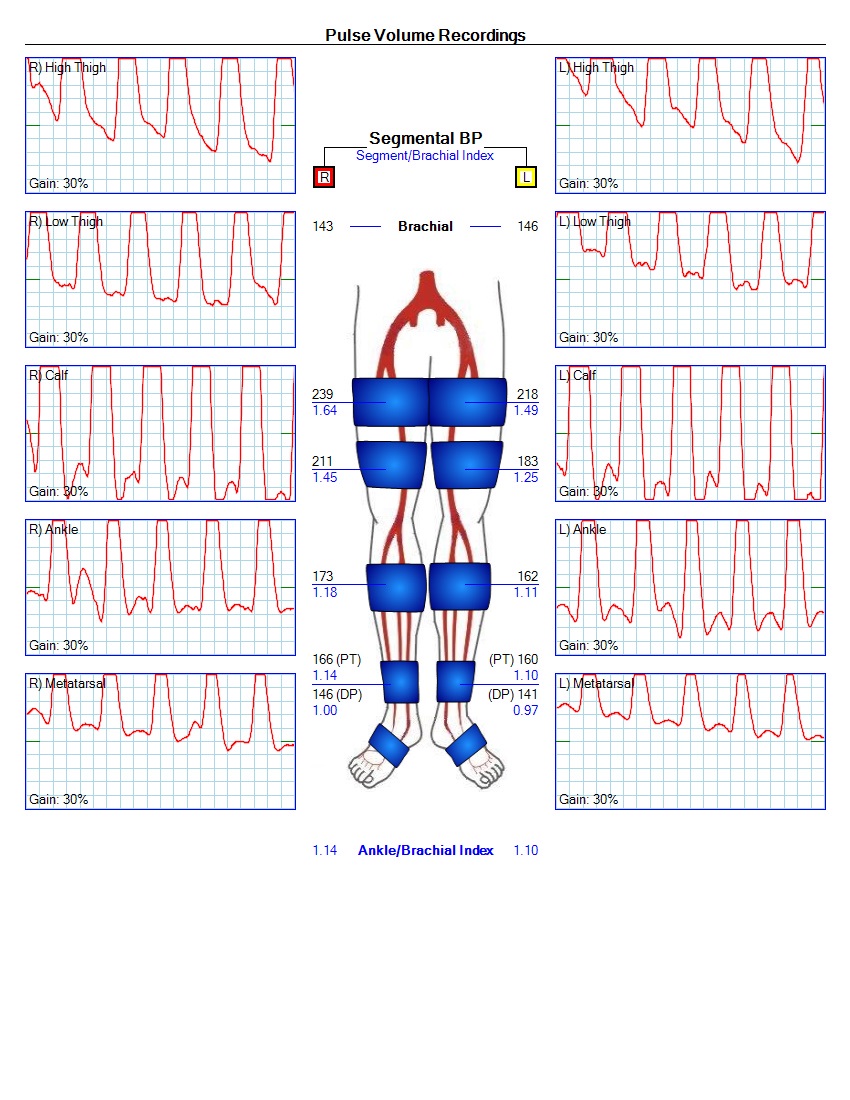 Pulse Volume Recordings
R) High Thigh
Gain: 30%
L) High Thigh
Gain: 30%
Segmental BP
Segment/Brachial Index
R
L
R) Low Thigh
Gain: 30%
143 Brachial 146
L) Low Thigh
Gain: 30%
R) Calf
Gain: 30%
239
1.64
218
1.49
211
1.45
183
1.25
L) Calf
Gain: 30%
R) Ankle
Gain: 30%
173
1.18
162
1.11
L) Ankle
Gain: 30%
166 (PT)
1.14
146 (DP)
1.00
(PT) 160
1.10
(DP) 141
0.97
R) Metatarsal
Gain: 30%
L) Metatarsal
Gain: 30%
1.14 Ankle/Brachial Index 1.10